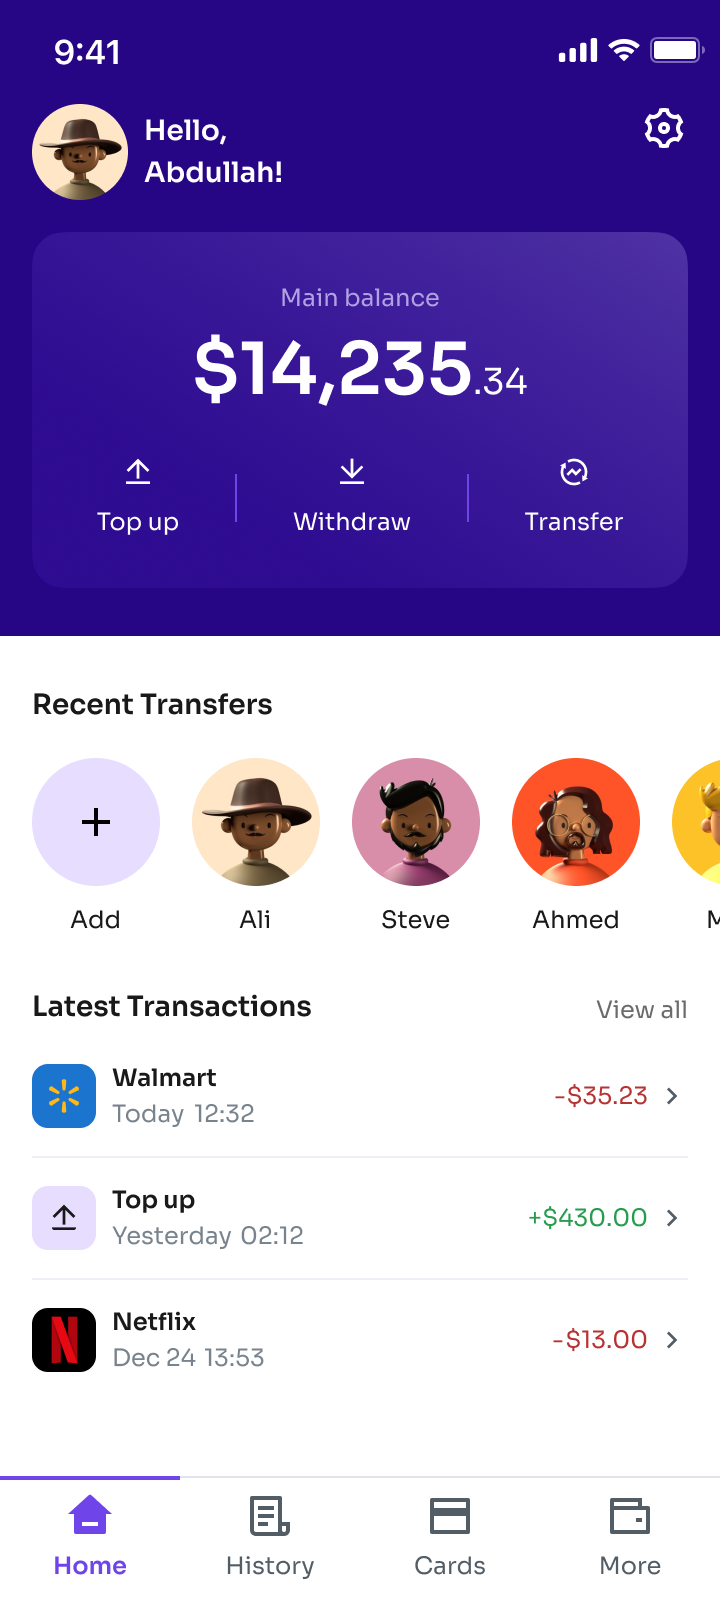 9:41
Hello,
Abdullah!
Main balance
$14,235.34
Top up
Withdraw
Transfer
Recent Transfers
Add
Ali
Steve
Ahmed
Latest Transactions
View all
Walmart
Today 12:32
-$35.23
Top up
Yesterday 02:12
+$430.00
Netflix
Dec 24 13:53
-$13.00
Home
History
Cards
More